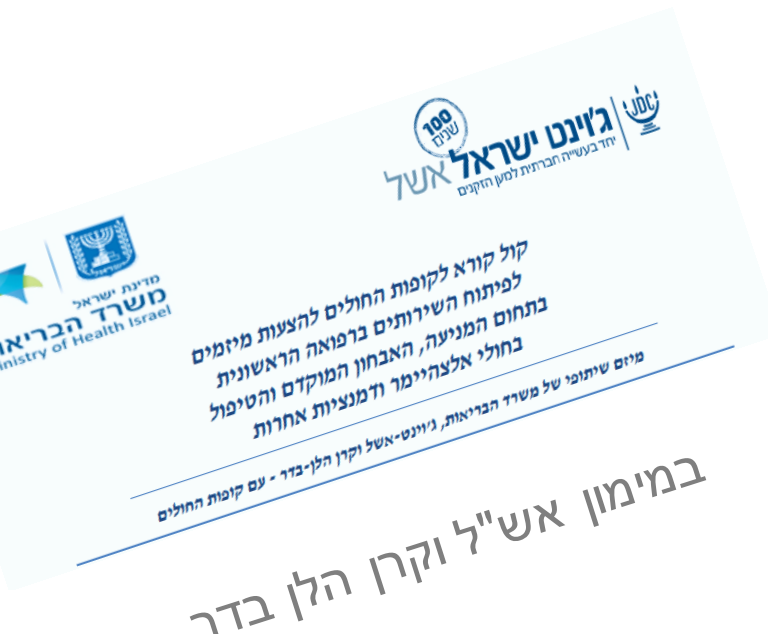 JDC
ג'וינט ישראל אשל
יחד בעשייה חברתית למען הזקנים
100
שנים
מדינת ישראל
משרד הבריאו
inistry of Health Israel
קול קורא לקופות החולים להצעות מיזמים
לפיתוח השירותים ברפואה הראשונית
בתחום המניעה, האבחון המוקדם והטיפול
בחולי אלצהיימר ודמנציות אחרות
מיזם שיתופי של משרד הבריאות, ג'וינט-אשל וקרן הלן-בדר - עם קופות החולים
במימון אש"ל וקרן הלן בדר